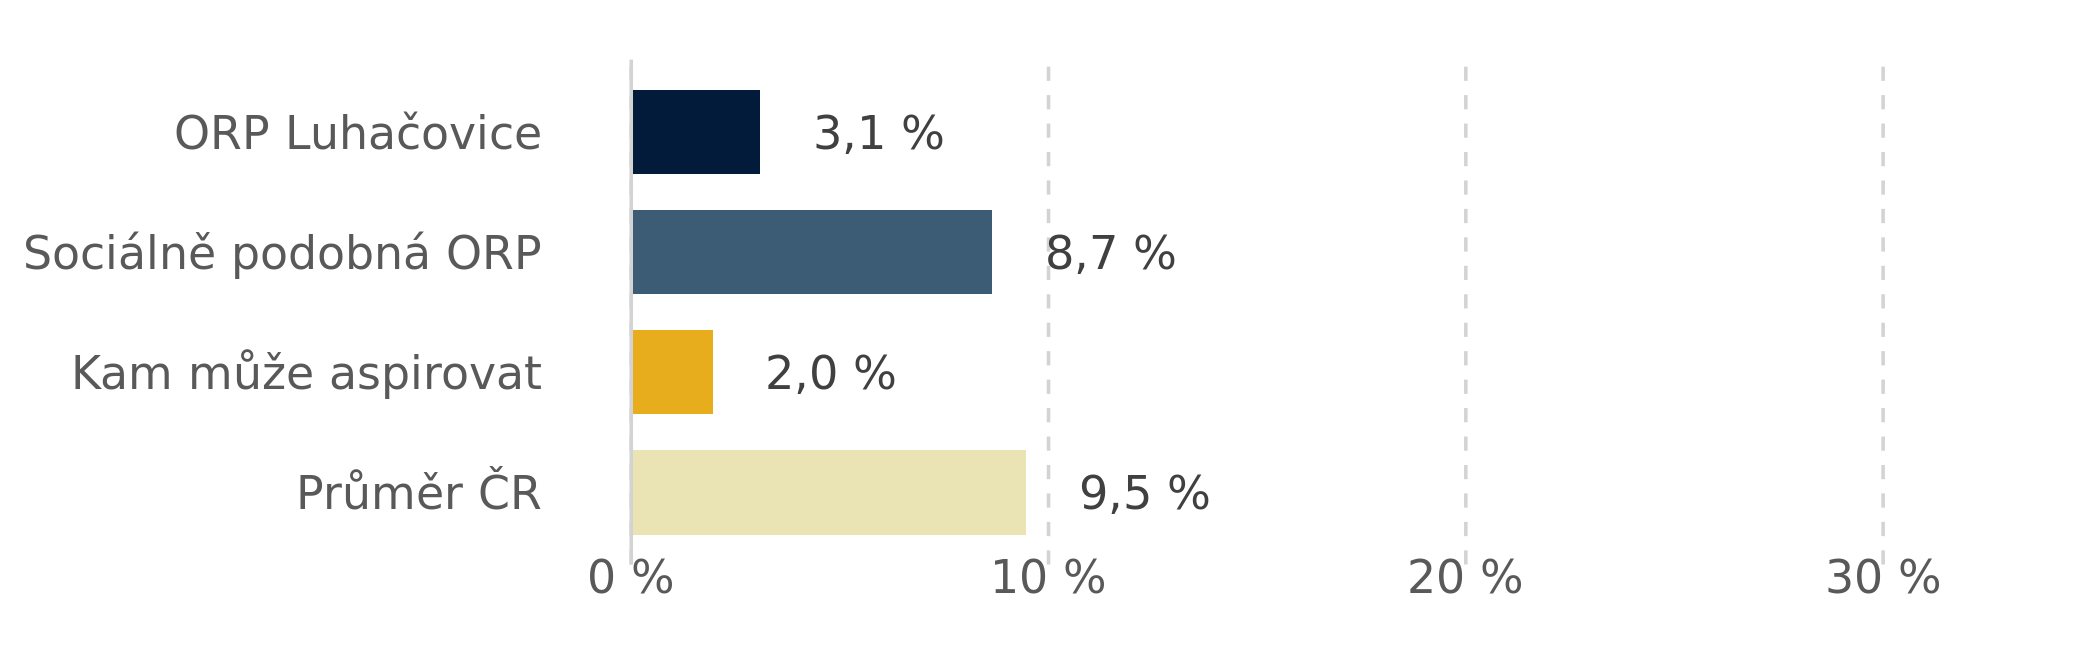 ORP Luhačovice 3,1 %
Sociálně podobná ORP 8,7 %
Kam může aspirovat 2,0 %
Průměr ČR 9,5 %
0 % 10 % 20 % 30 %